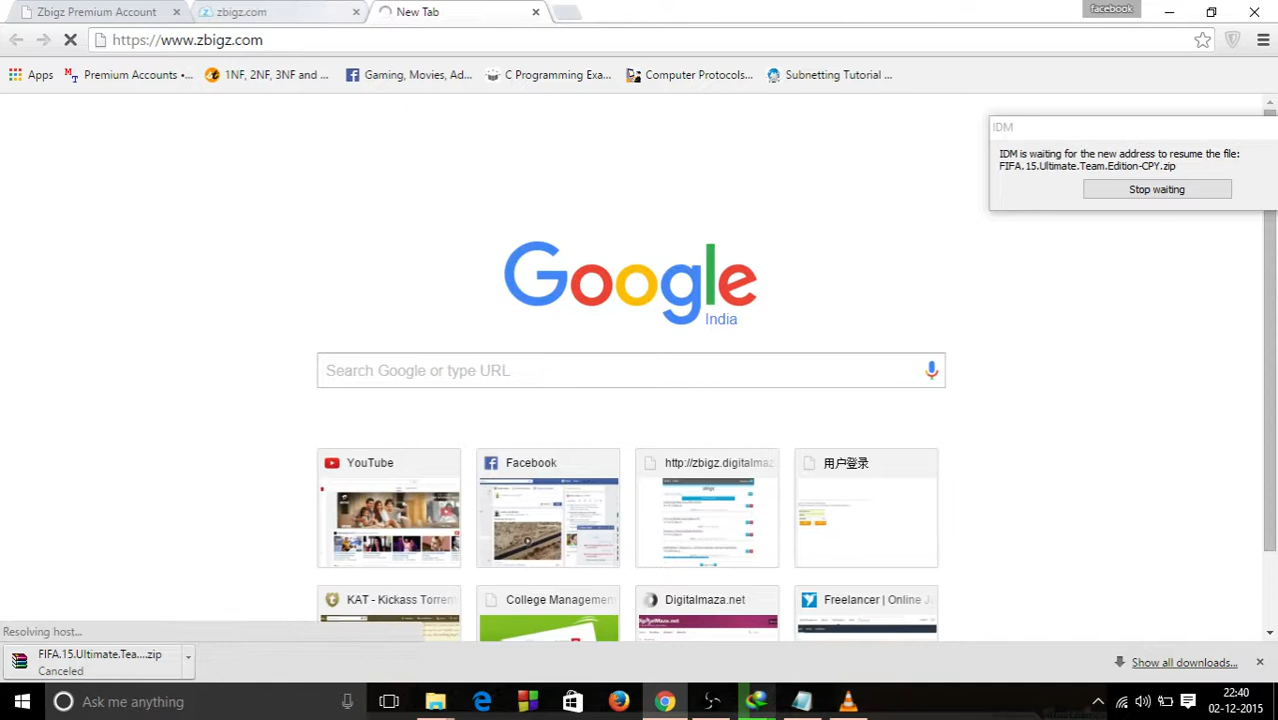 Zbigz Premium Account
zbigz.com
New Tab
facebook
https://www.zbigz.com
Apps
Premium Accounts •...
1NF, 2NF, 3NF and ...
Gaming, Movies, Ad...
C Programming Exa...
Computer Protocols...
Subnetting Tutorial ...
IDM
IDM is waiting for the new address to resume the file:
FIFA.15.Ultimate.Team.Edition-CPY.zip
Stop waiting
Google
India
Search Google or type URL
YouTube
Facebook
http://zbigz.digitalmaz
用户登录
KAT - Kickass Torren
College Management
Digitalmaza.net
Freelancer | Online J
Resolving host...
FIFA.15.Ultimate.Tea....zip
Canceled
Show all downloads...
Ask me anything
22:40
02-12-2015